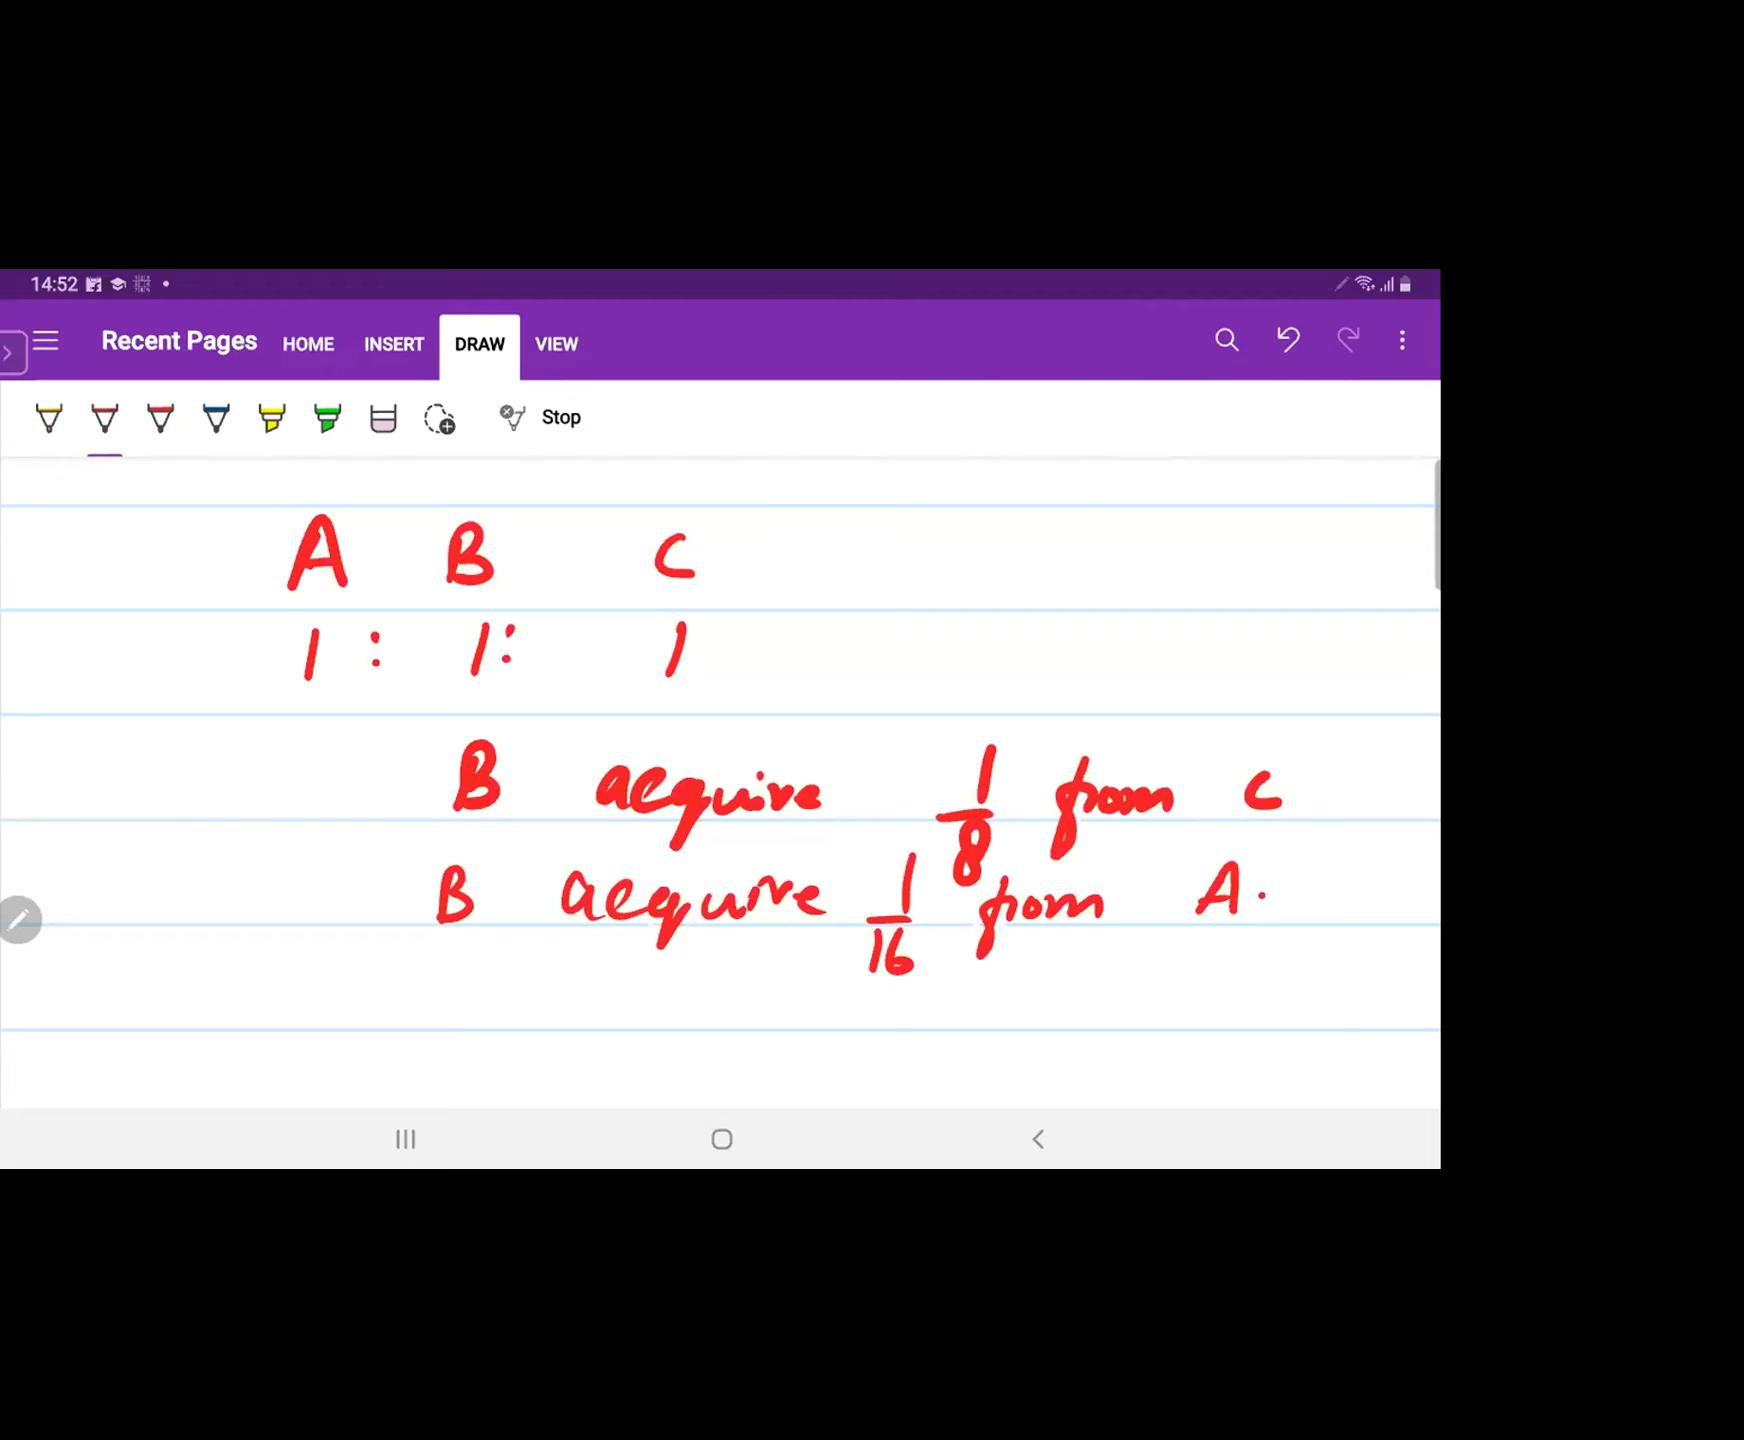 14:52
Recent Pages HOME INSERT DRAW VIEW
Stop
A B C
1 : 1 : 1
B acquire 1/8 from C
B acquire 1/16 from A.